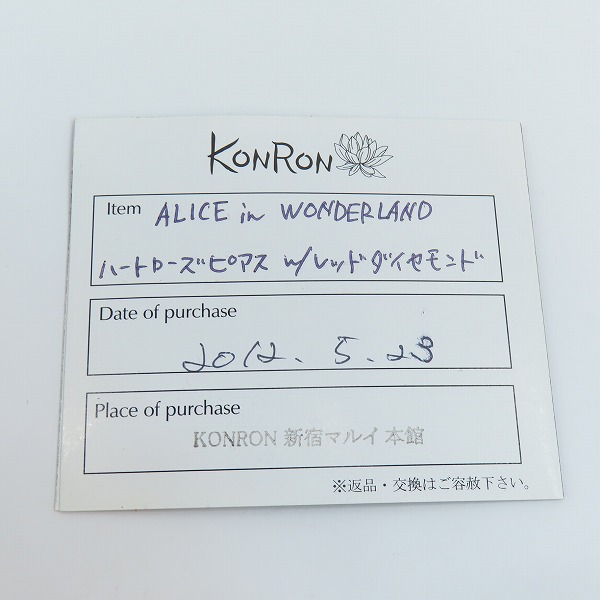 KONRON
Item ALICE in WONDERLAND
ハートローズピアス w/レッドダイヤモンド
Date of purchase
2012. 5. 23
Place of purchase
KONRON 新宿マルイ 本館
※返品・交換はご容赦下さい。